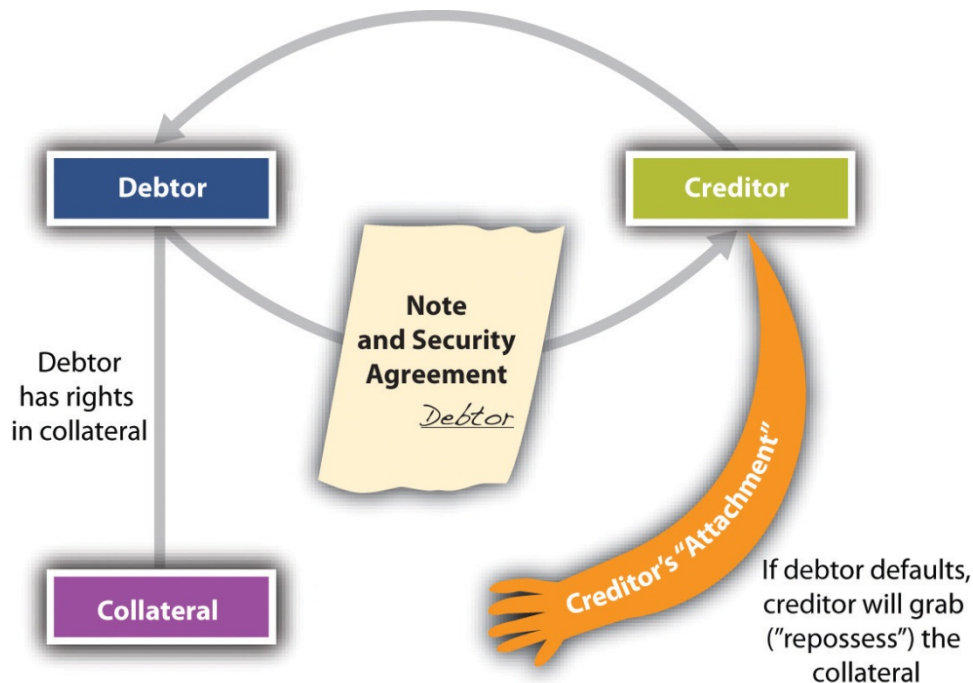 Debtor
Creditor
Note
and Security
Agreement
Debtor
Debtor
has rights
in collateral
Collateral
Creditor's "Attachment"
If debtor defaults,
creditor will grab
("repossess") the
collateral